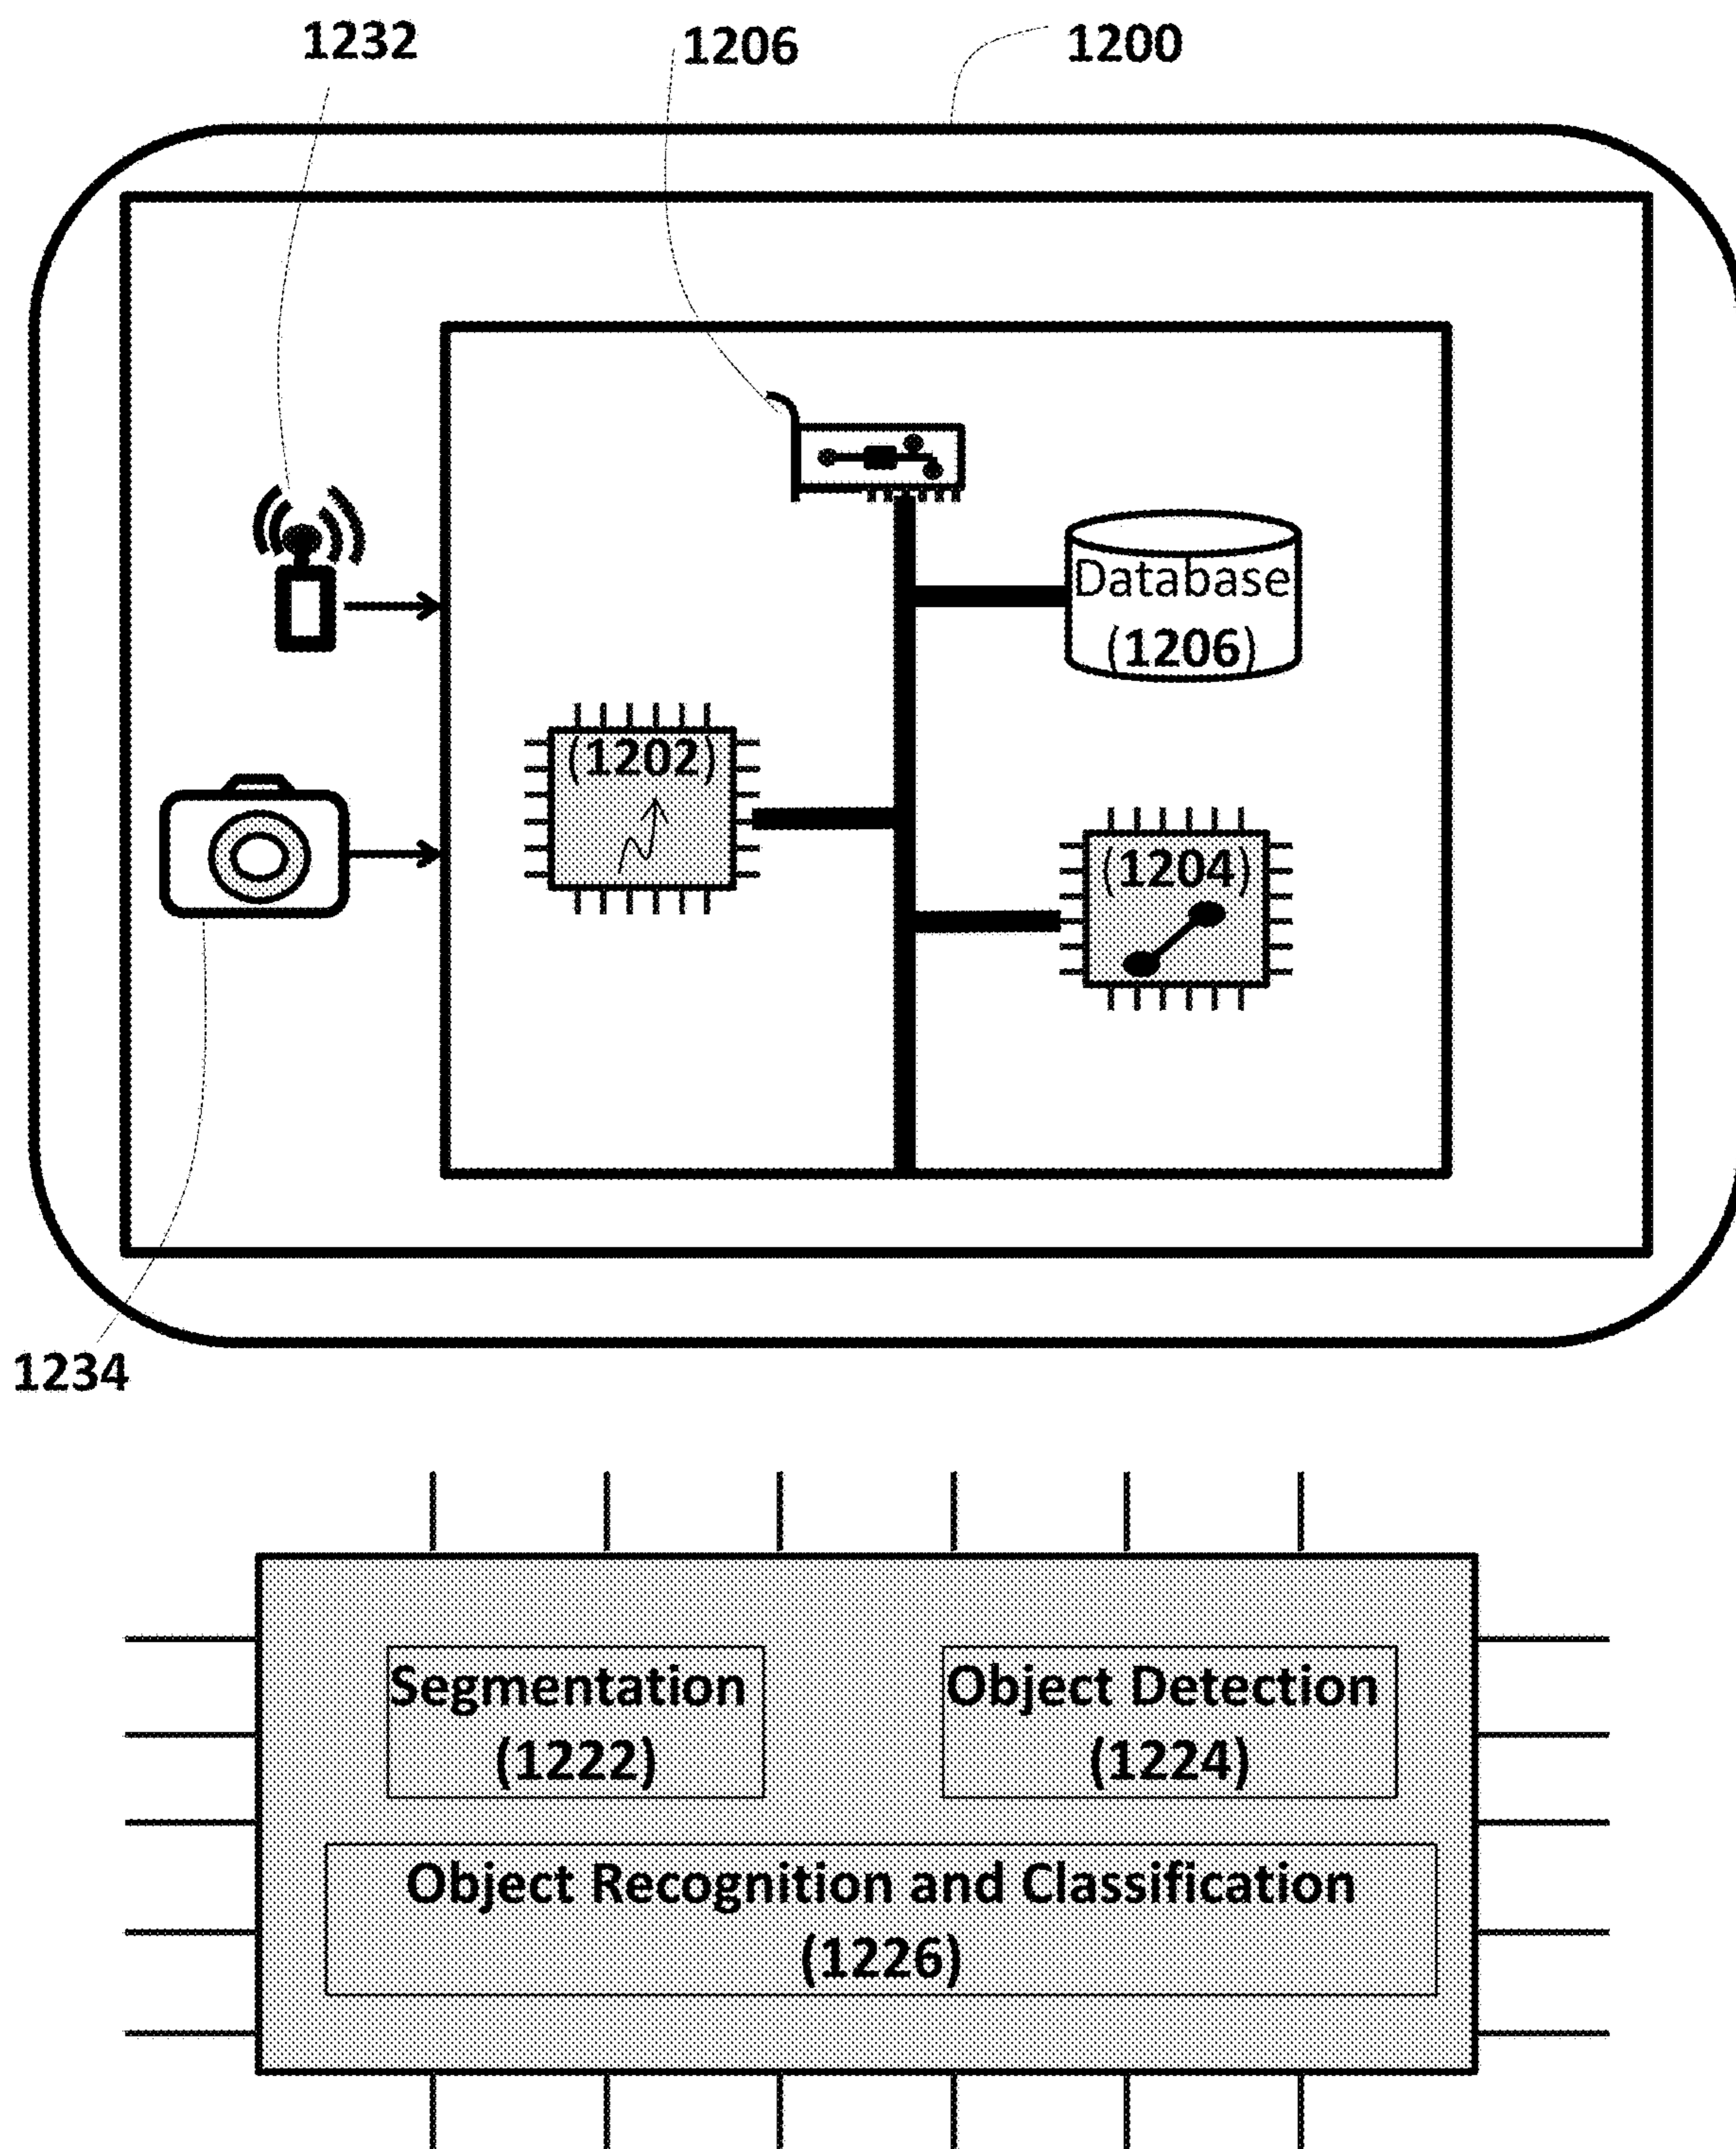 1232
1206
1200
Database
(1206)
(1202)
(1204)
1234
Segmentation
(1222)
Object Detection
(1224)
Object Recognition and Classification
(1226)